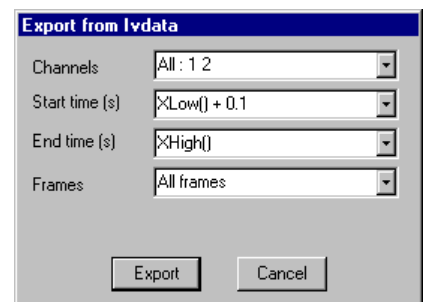 Export from Ivdata
Channels All : 1 2
Start time (s) XLow() + 0.1
End time (s) XHigh()
Frames All frames
Export Cancel